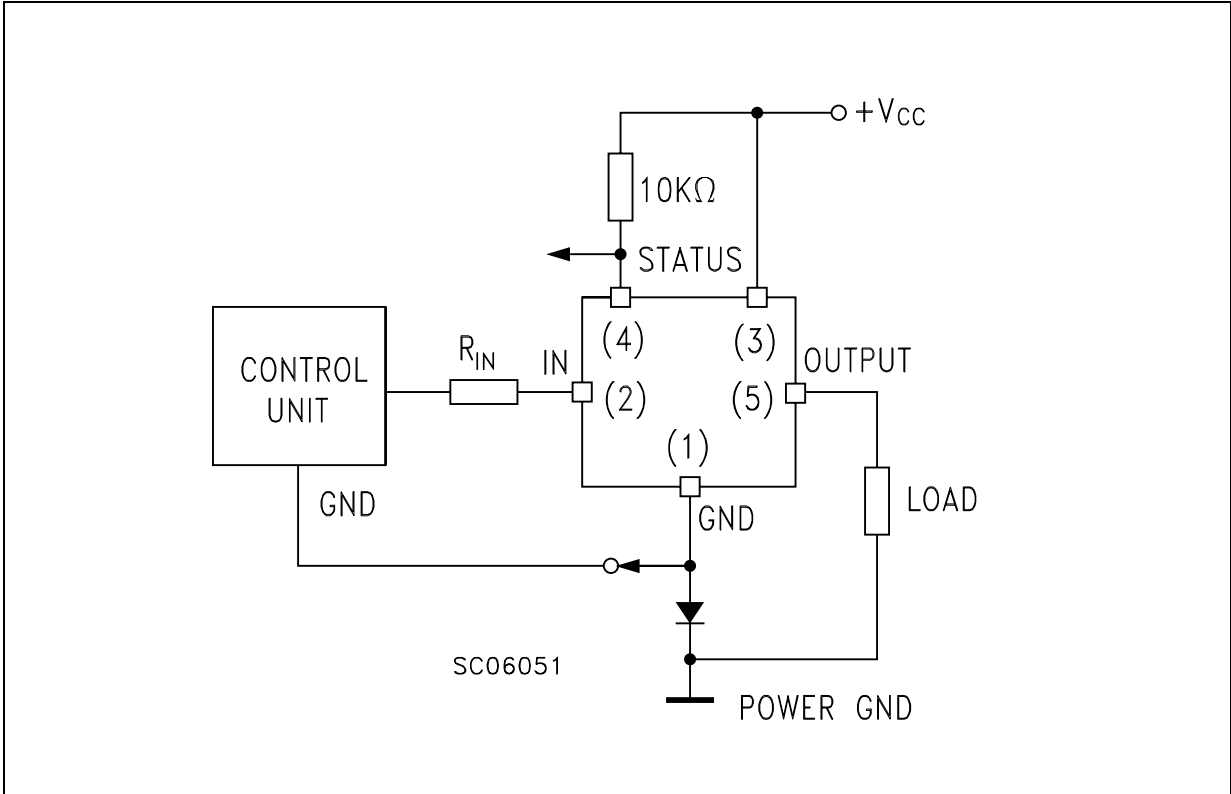 +VCC
10KΩ
STATUS
(4)
(3)
RIN
IN
OUTPUT
CONTROL
UNIT
(2)
(5)
(1)
GND
GND
LOAD
SC06051
POWER GND